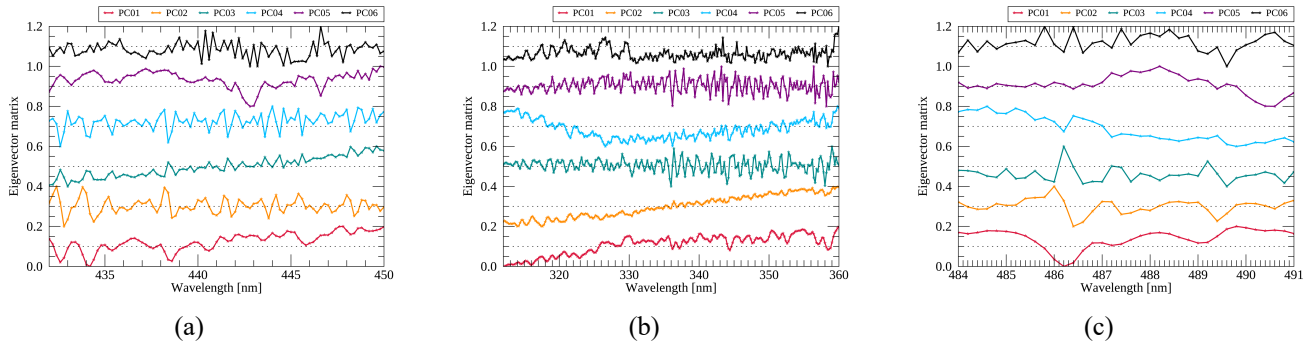 PC01 PC02 PC03 PC04 PC05 PC06
1.2
1.0
0.8
0.6
0.4
0.2
0.0
Eigenvector matrix
435 440 445 450
Wavelength [nm]
(a)
PC01 PC02 PC03 PC04 PC05 PC06
1.2
1.0
0.8
0.6
0.4
0.2
0.0
Eigenvector matrix
320 330 340 350 360
Wavelength [nm]
(b)
PC01 PC02 PC03 PC04 PC05 PC06
1.2
1.0
0.8
0.6
0.4
0.2
0.0
Eigenvector matrix
484 485 486 487 488 489 490 491
Wavelength [nm]
(c)